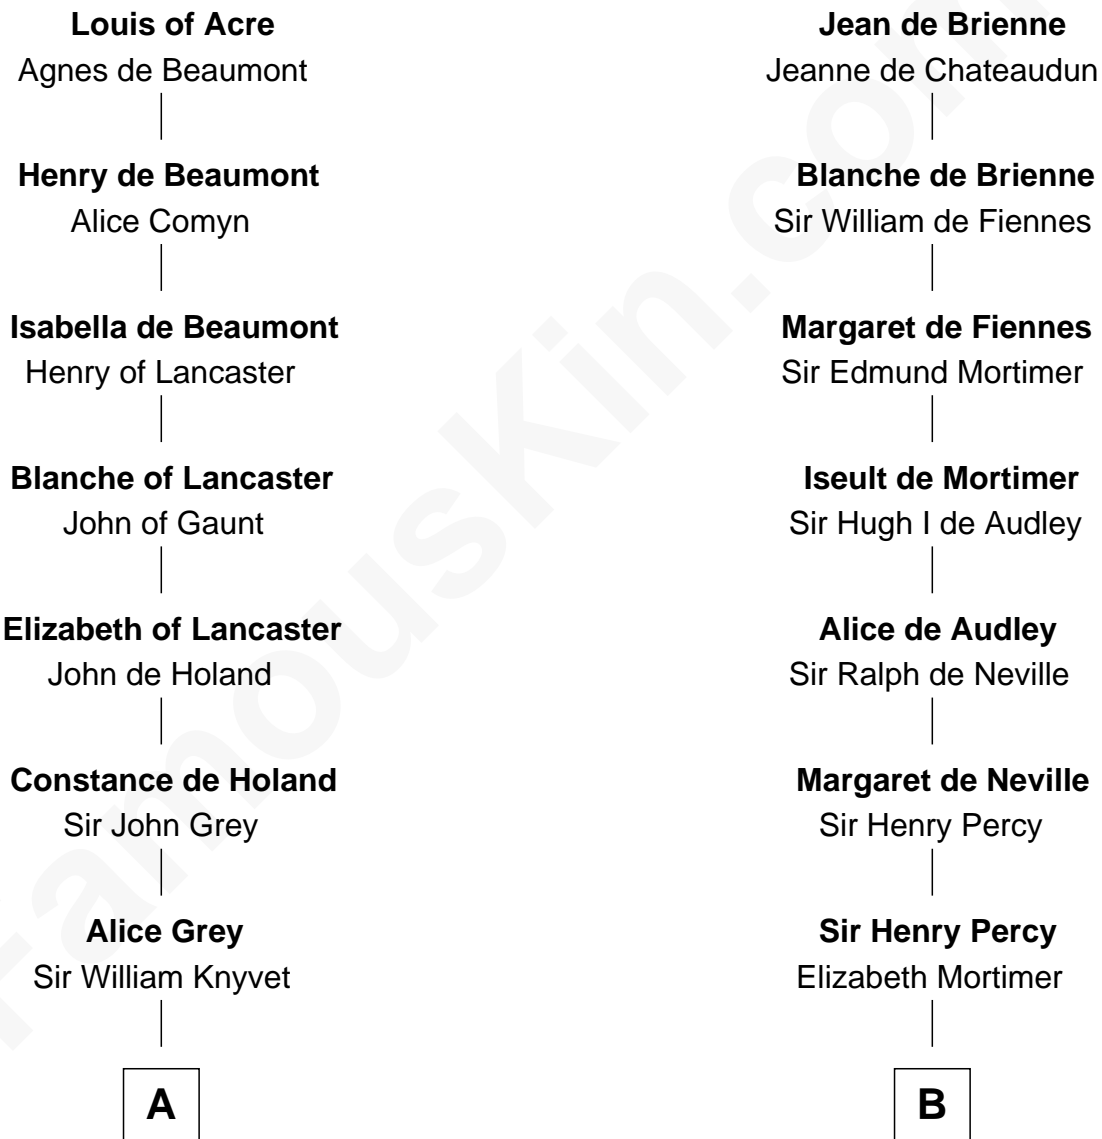 Louis of Acre
Agnes de Beaumont
Henry de Beaumont
Alice Comyn
Isabella de Beaumont
Henry of Lancaster
Blanche of Lancaster
John of Gaunt
Elizabeth of Lancaster
John de Holand
Constance de Holand
Sir John Grey
Alice Grey
Sir William Knyvet
A
Jean de Brienne
Jeanne de Chateaudun
Blanche de Brienne
Sir William de Fiennes
Margaret de Fiennes
Sir Edmund Mortimer
Iseult de Mortimer
Sir Hugh I de Audley
Alice de Audley
Sir Ralph de Neville
Margaret de Neville
Sir Henry Percy
Sir Henry Percy
Elizabeth Mortimer
B
FamousKin.com